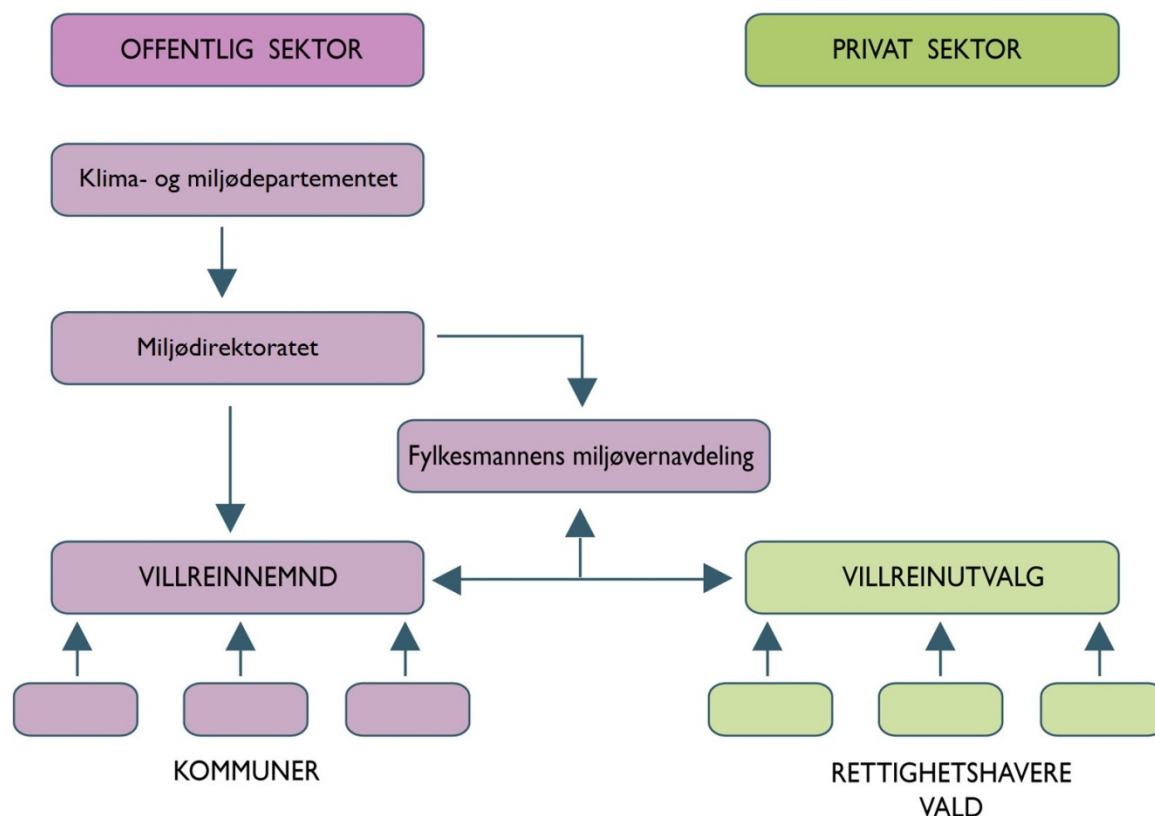 OFFENTLIG SEKTOR
PRIVAT SEKTOR
Klima- og miljødepartementet
Miljødirektoratet
Fylkesmannens miljøvernavdeling
VILLREINNEMND
VILLREINUTVALG
KOMMUNER
RETTIGHETSHAVERE
VALD